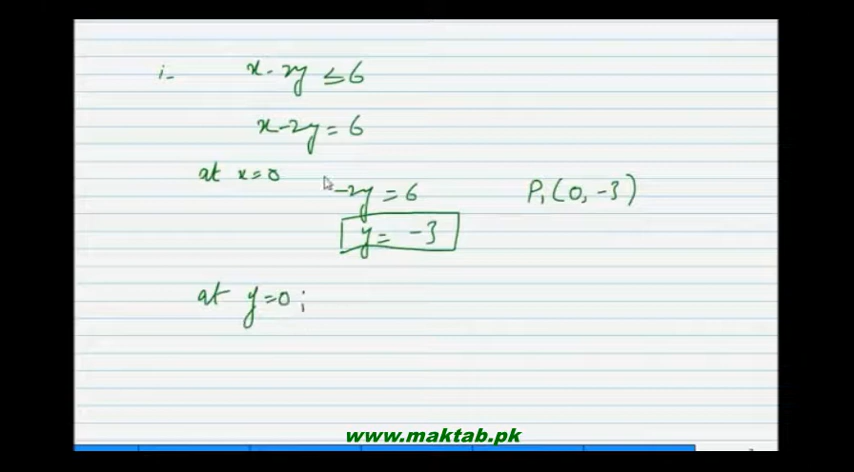 i- x-2y ≤ 6
x-2y = 6
at x=0
-2y = 6 P₁(0, -3)
y = -3
at y=0 ;
www.maktab.pk